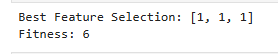 Best Feature Selection: [1, 1, 1]
Fitness: 6